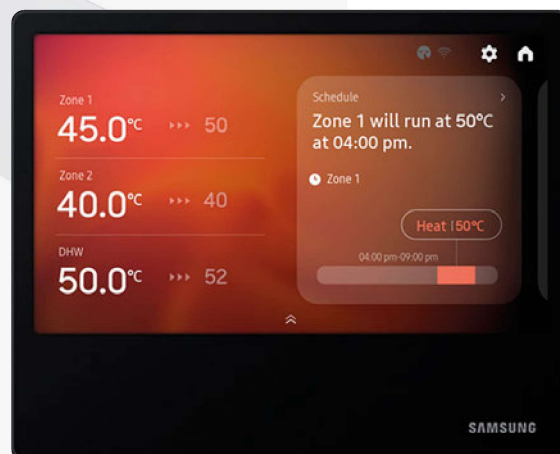 Zone 1
45.0°C ▸▸▸ 50
Zone 2
40.0°C ▸▸▸ 40
DHW
50.0°C ▸▸▸ 52
Schedule >
Zone 1 will run at 50°C
at 04:00 pm.
Zone 1
Heat | 50°C
04:00 pm-09:00 pm
SAMSUNG